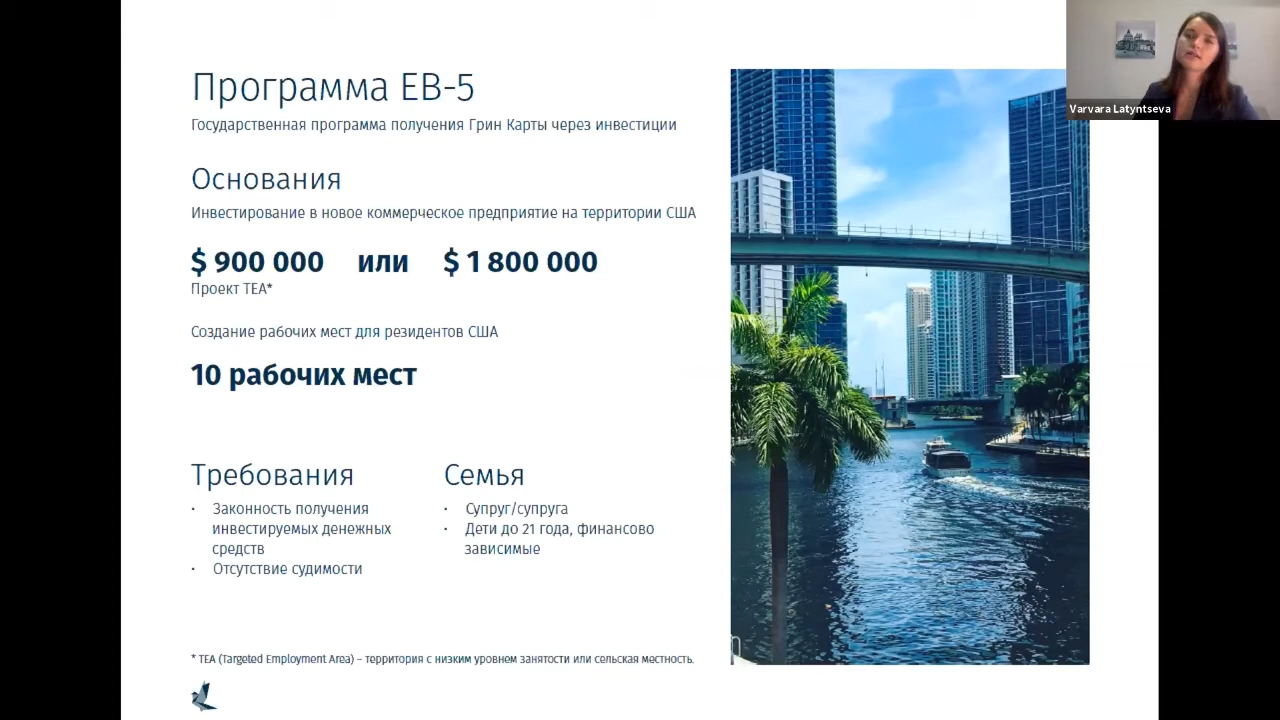 Программа EB-5
Государственная программа получения Грин Карты через инвестиции
Основания
Инвестирование в новое коммерческое предприятие на территории США
$ 900 000 или $ 1 800 000
Проект TEA*
Создание рабочих мест для резидентов США
10 рабочих мест
Требования
• Законность получения
инвестируемых денежных
средств
• Отсутствие судимости
Семья
• Супруг/супруга
• Дети до 21 года, финансово
зависимые
* TEA (Targeted Employment Area) – территория с низким уровнем занятости или сельская местность.
Varvara Latyntseva